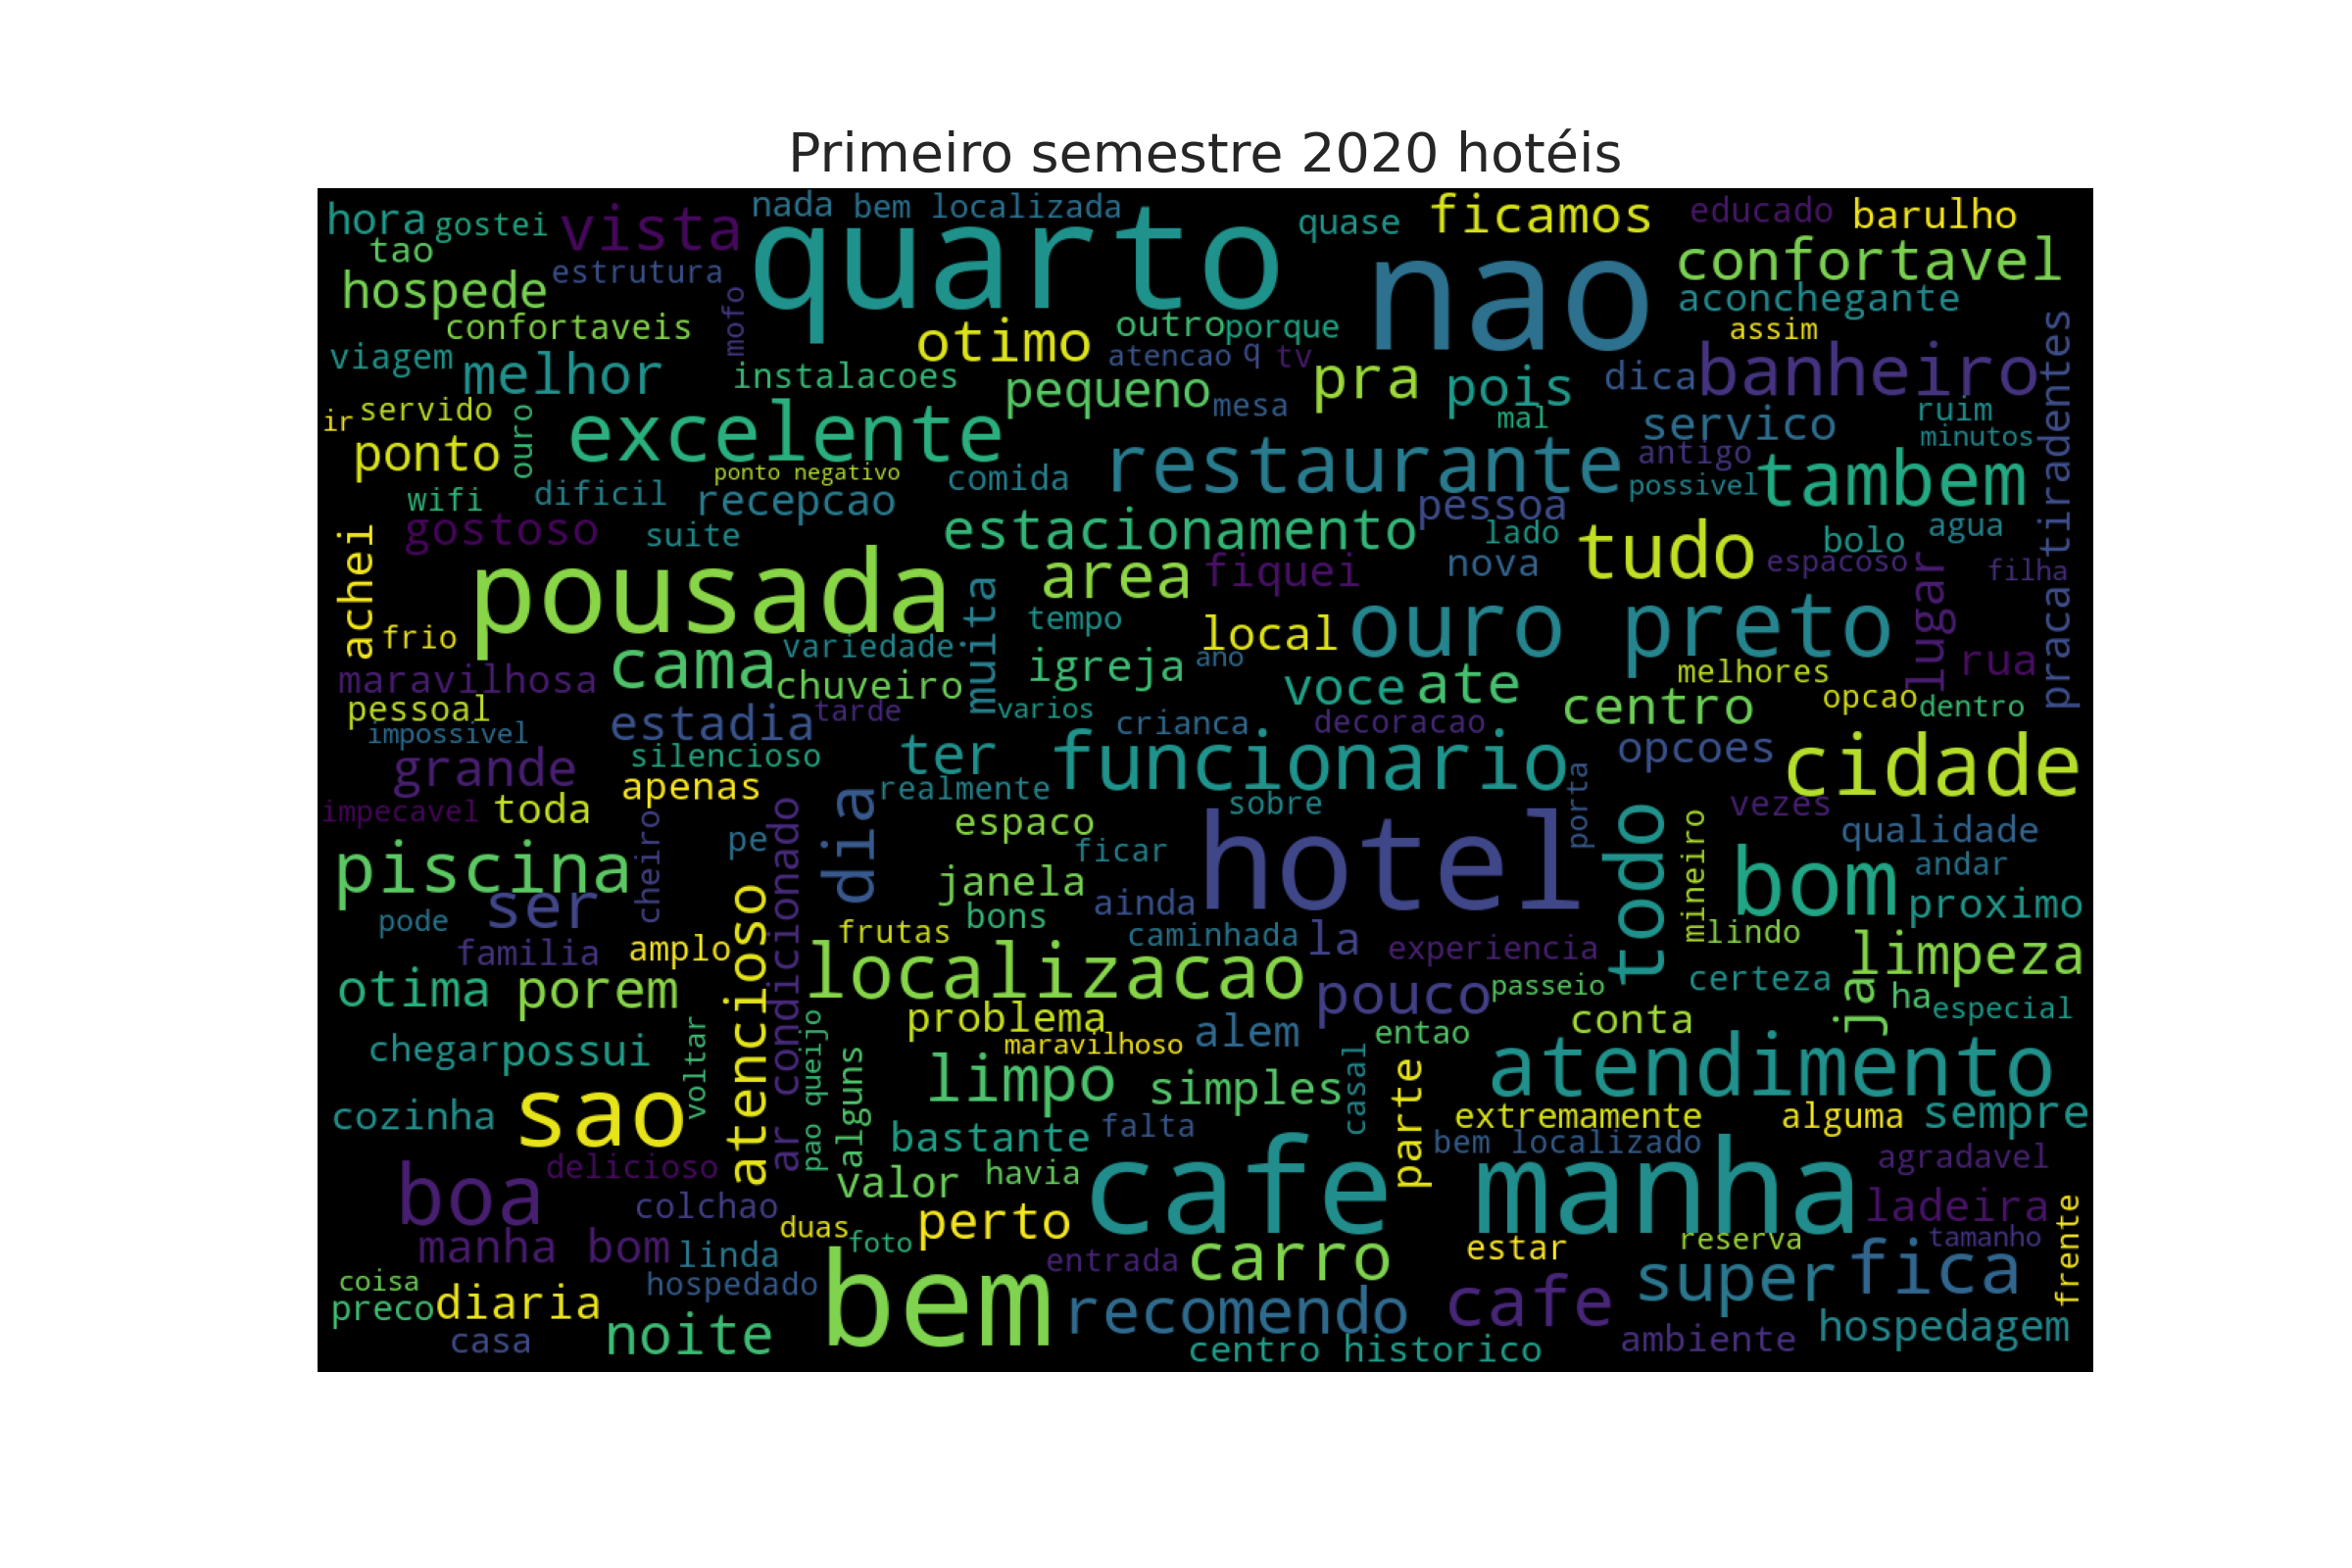 Primeiro semestre 2020 hotéis
hora
gostei
vista
nada
bem localizada
quase
ficamos
educado
barulho
tao
quarto
nao
confortavel
hospede
estrutura
mofo
aconchegante
confortaveis
otimo
outro
porque
assim
viagem
melhor
atencao
q
tv
banheiro
instalacoes
pequeno
pra
pois
dica
praca tiradentes
ir
servido
ouro
excelente
mesa
mal
servico
ruim
minutos
ponto
ponto negativo
restaurante
antigo
tambem
wifi
dificil
recepcao
comida
possivel
pessoa
gostoso
suite
estacionamento
lado
tudo
bolo
agua
achei
pousada
muita
area
fiquei
nova
espacoso
lugar
filha
frio
variedade
tempo
local
ouro preto
maravilhosa
cama
chuveiro
igreja
ano
voce
ate
melhores
rua
pessoal
estadia
tarde
varios
crianca
decoracao
centro
opcao
dentro
impossivel
silencioso
ter
funcionario
opcoes
cidade
grande
apenas
realmente
sobre
porta
vezes
impecavel
toda
cheiro
pe
ar condicionado
dia
espaco
hotel
todo
mineiro
qualidade
piscina
ficar
bom
andar
ser
atencioso
janela
ainda
proximo
pode
bons
familia
amplo
frutas
caminhada
la
experiencia
lindo
limpeza
otima
porem
localizacao
pouco
passeio
certeza
ja
ha
especial
problema
maravilhoso
alem
entao
conta
chegar
possui
voltar
pao queijo
alguns
limpo
simples
casal
parte
atendimento
cozinha
sao
bastante
falta
extremamente
alguma
sempre
bem localizado
boa
delicioso
valor
havia
cafe manha
agradavel
colchao
duas
perto
ladeira
manha bom
linda
foto
entrada
carro
estar
reserva
tamanho
frente
coisa
preco
diaria
hospedado
bem
recomendo
cafe
super
fica
casa
noite
centro historico
ambiente
hospedagem